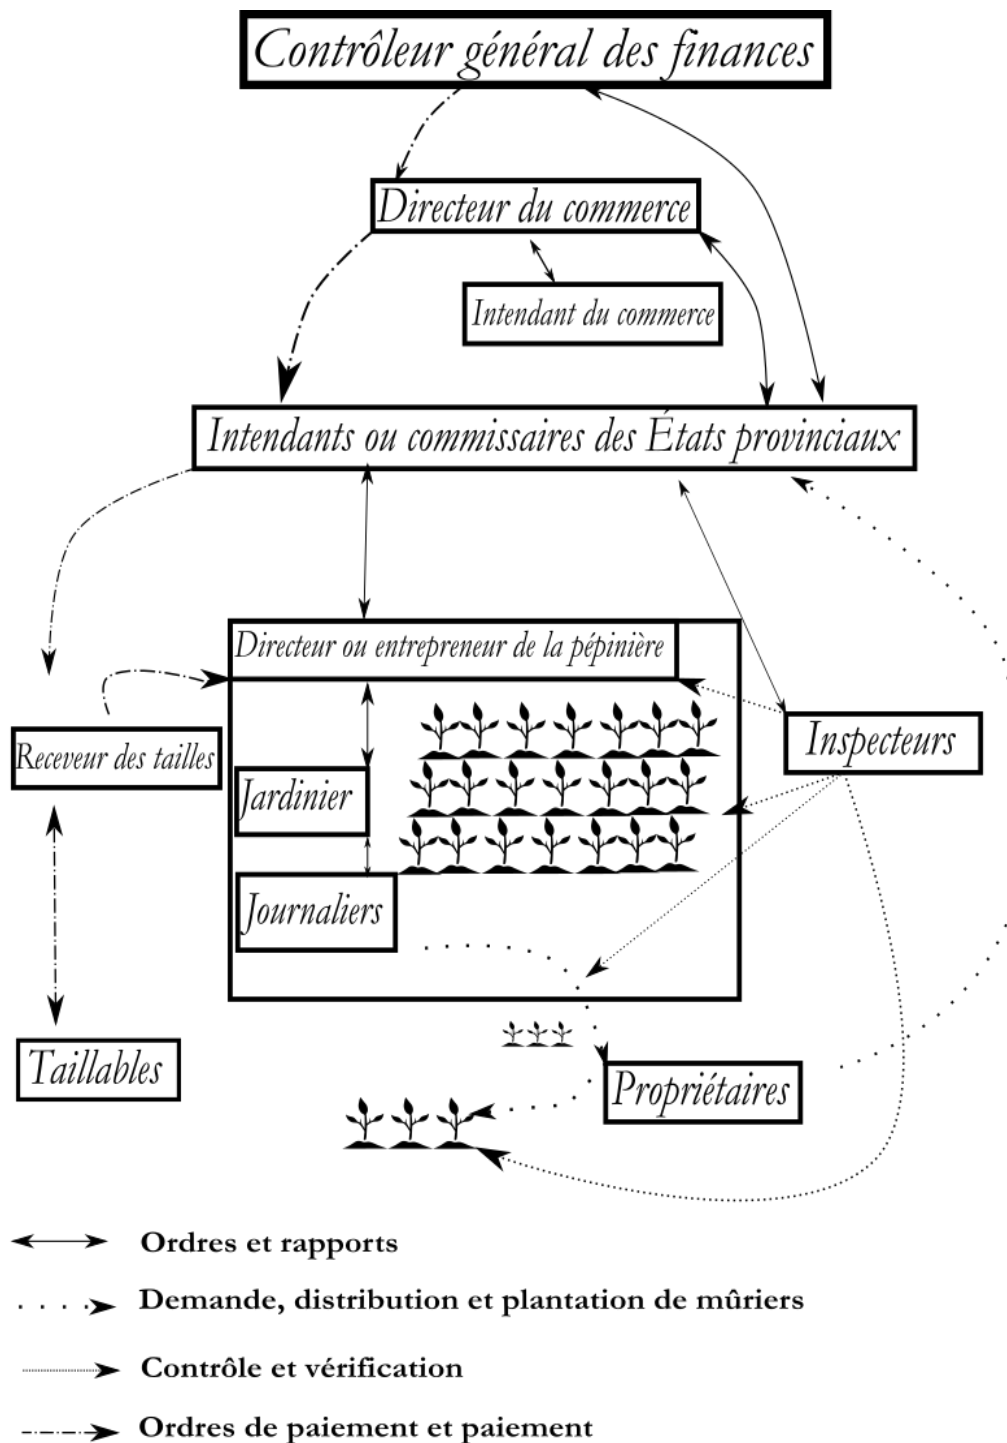 Contrôleur général des finances
Directeur du commerce
Intendant du commerce
Intendants ou commissaires des États provinciaux
Directeur ou entrepreneur de la pépinière
Receveur des tailles
Inspecteurs
Jardinier
Journaliers
Taillables
Propriétaires
Ordres et rapports
Demande, distribution et plantation de mûriers
Contrôle et vérification
Ordres de paiement et paiement